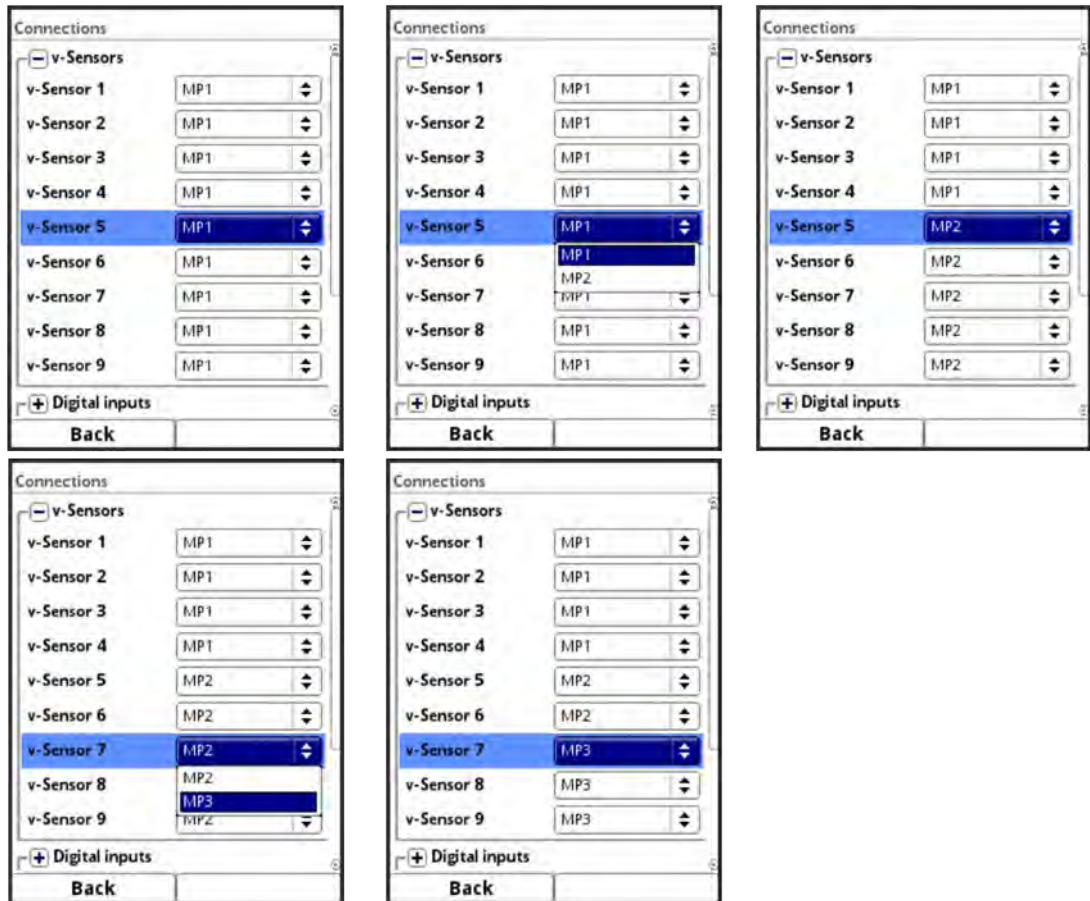 Connections
v-Sensors
v-Sensor 1 MP1
v-Sensor 2 MP1
v-Sensor 3 MP1
v-Sensor 4 MP1
v-Sensor 5 MP1
v-Sensor 6 MP1
v-Sensor 7 MP1
v-Sensor 8 MP1
v-Sensor 9 MP1
Digital inputs
Back
Connections
v-Sensors
v-Sensor 1 MP1
v-Sensor 2 MP1
v-Sensor 3 MP1
v-Sensor 4 MP1
v-Sensor 5 MP1
v-Sensor 6 MP1
MP2
v-Sensor 7 MP1
v-Sensor 8 MP1
v-Sensor 9 MP1
Digital inputs
Back
Connections
v-Sensors
v-Sensor 1 MP1
v-Sensor 2 MP1
v-Sensor 3 MP1
v-Sensor 4 MP1
v-Sensor 5 MP2
v-Sensor 6 MP2
v-Sensor 7 MP2
v-Sensor 8 MP2
v-Sensor 9 MP2
Digital inputs
Back
Connections
v-Sensors
v-Sensor 1 MP1
v-Sensor 2 MP1
v-Sensor 3 MP1
v-Sensor 4 MP1
v-Sensor 5 MP2
v-Sensor 6 MP2
v-Sensor 7 MP2
v-Sensor 8 MP2
MP3
v-Sensor 9 MP2
Digital inputs
Back
Connections
v-Sensors
v-Sensor 1 MP1
v-Sensor 2 MP1
v-Sensor 3 MP1
v-Sensor 4 MP1
v-Sensor 5 MP2
v-Sensor 6 MP2
v-Sensor 7 MP3
v-Sensor 8 MP3
v-Sensor 9 MP3
Digital inputs
Back